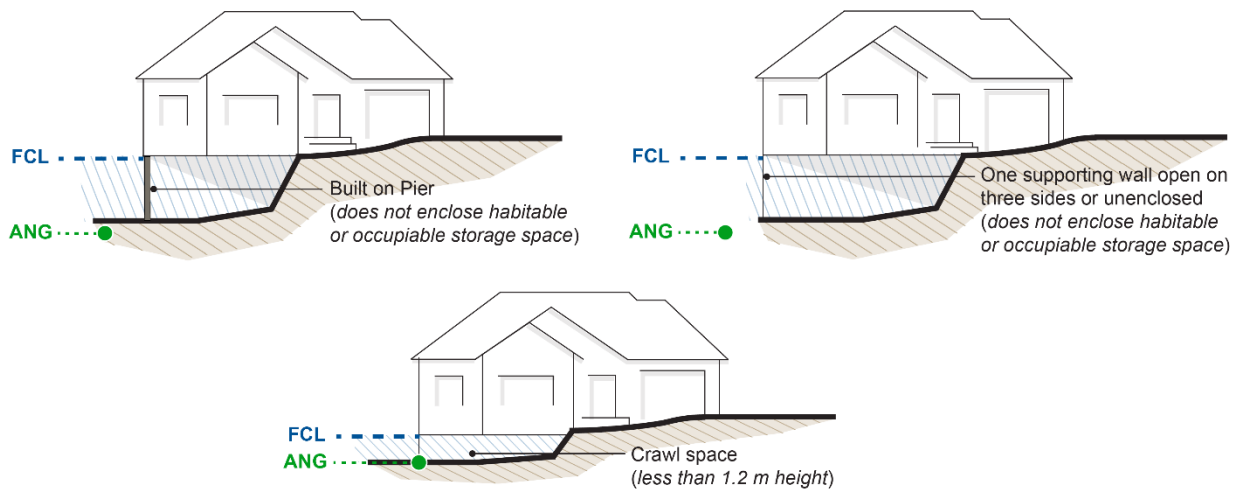 FCL
Built on Pier
(does not enclose habitable
or occupiable storage space)
ANG
FCL
One supporting wall open on
three sides or unenclosed
(does not enclose habitable
or occupiable storage space)
ANG
FCL
Crawl space
(less than 1.2 m height)
ANG